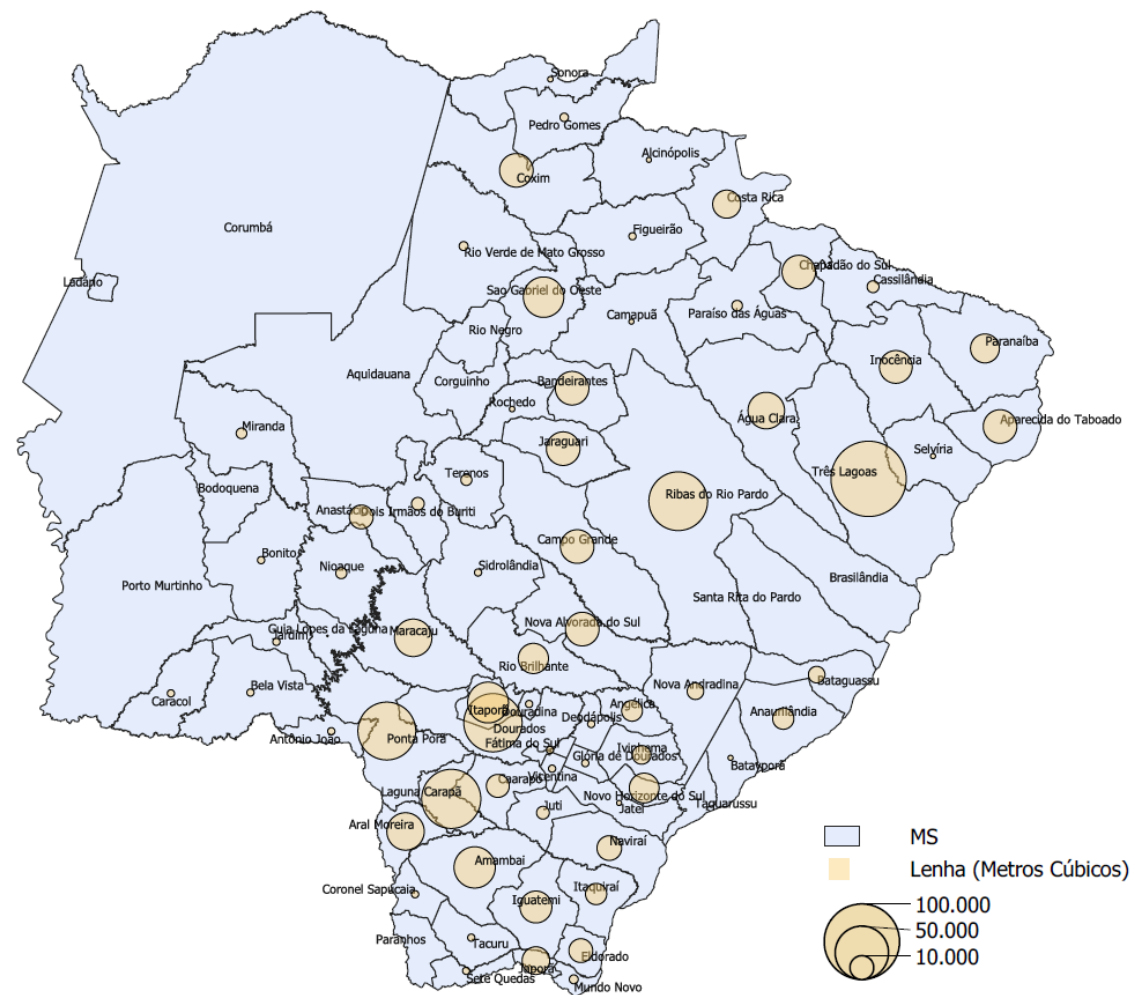 Sonora
Pedro Gomes
Alcinópolis
Coxim
Costa Rica
Corumbá
Figueirão
Rio Verde de Mato Grosso
Chapadão do Sul
Cassilândia
Ladário
Sao Gabriel do Oeste
Camapuã
Paraíso das Águas
Rio Negro
Paranaíba
Inocência
Aquidauana
Corguinho
Bandeirantes
Rochedo
Água Clara
Aparecida do Taboado
Miranda
Jaraguari
Selvíria
Três Lagoas
Terenos
Bodoquena
Ribas do Rio Pardo
Anastácio
Dois Irmãos do Buriti
Campo Grande
Bonito
Nioaque
Sidrolândia
Brasilândia
Porto Murtinho
Santa Rita do Pardo
Guia Lopes da Laguna
Maracaju
Nova Alvorada do Sul
Jardim
Rio Brilhante
Bataguassu
Caracol
Bela Vista
Nova Andradina
Itaporã
Douradina
Angélica
Anaurilândia
Deodápolis
Antônio João
Ponta Porã
Dourados
Fátima do Sul
Ivinhema
Glória de Dourados
Batayporã
Vicentina
Caarapó
Laguna Carapã
Novo Horizonte do Sul
Taquarussu
Jateí
Juti
Aral Moreira
Naviraí
MS
Amambai
Lenha (Metros Cúbicos)
Coronel Sapucaia
Itaquiraí
Iguatemi
100.000
50.000
Paranhos
Tacuru
Eldorado
10.000
Japorã
Sete Quedas
Mundo Novo